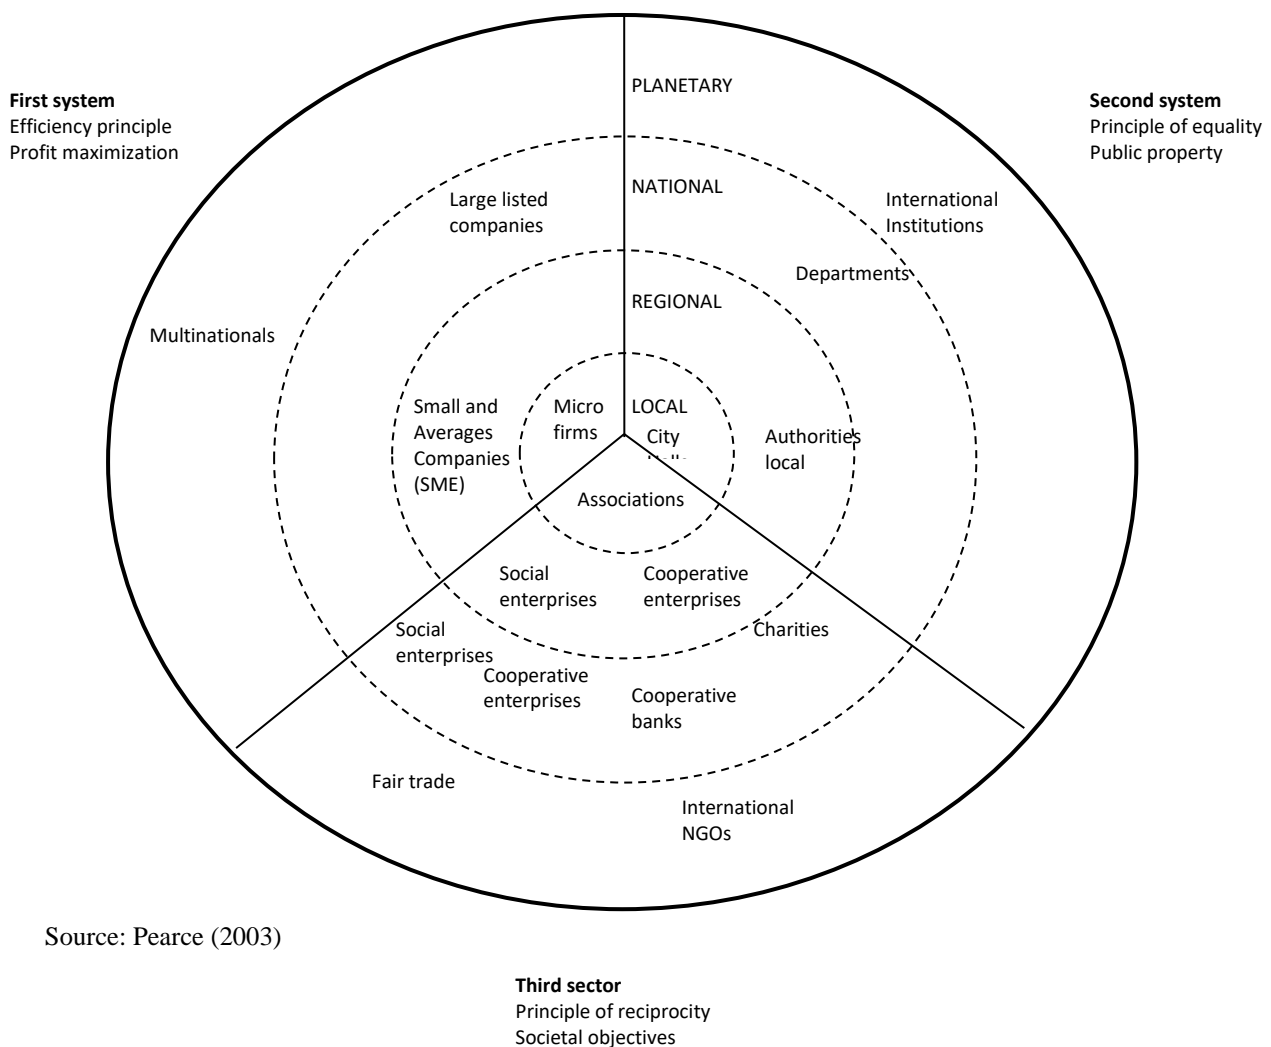 First system
Efficiency principle
Profit maximization
Second system
Principle of equality
Public property
PLANETARY
NATIONAL
REGIONAL
LOCAL
Large listed
companies
International
Institutions
Departments
Multinationals
Small and
Averages
Companies
(SME)
Micro
firms
City
Authorities
local
Associations
Social
enterprises
Cooperative
enterprises
Social
enterprises
Charities
Cooperative
enterprises
Cooperative
banks
Fair trade
International
NGOs
Source: Pearce (2003)
Third sector
Principle of reciprocity
Societal objectives